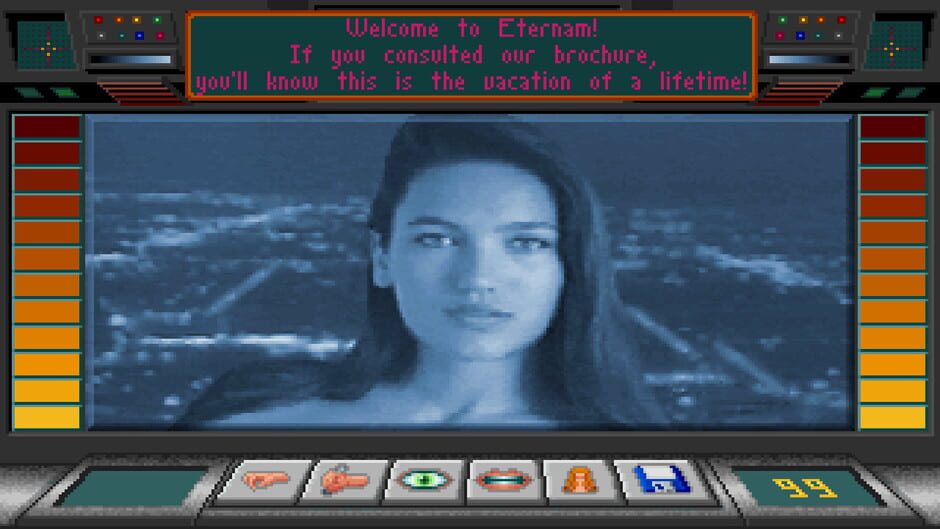 Welcome to Eternam!
If you consulted our brochure,
you'll know this is the vacation of a lifetime!
99